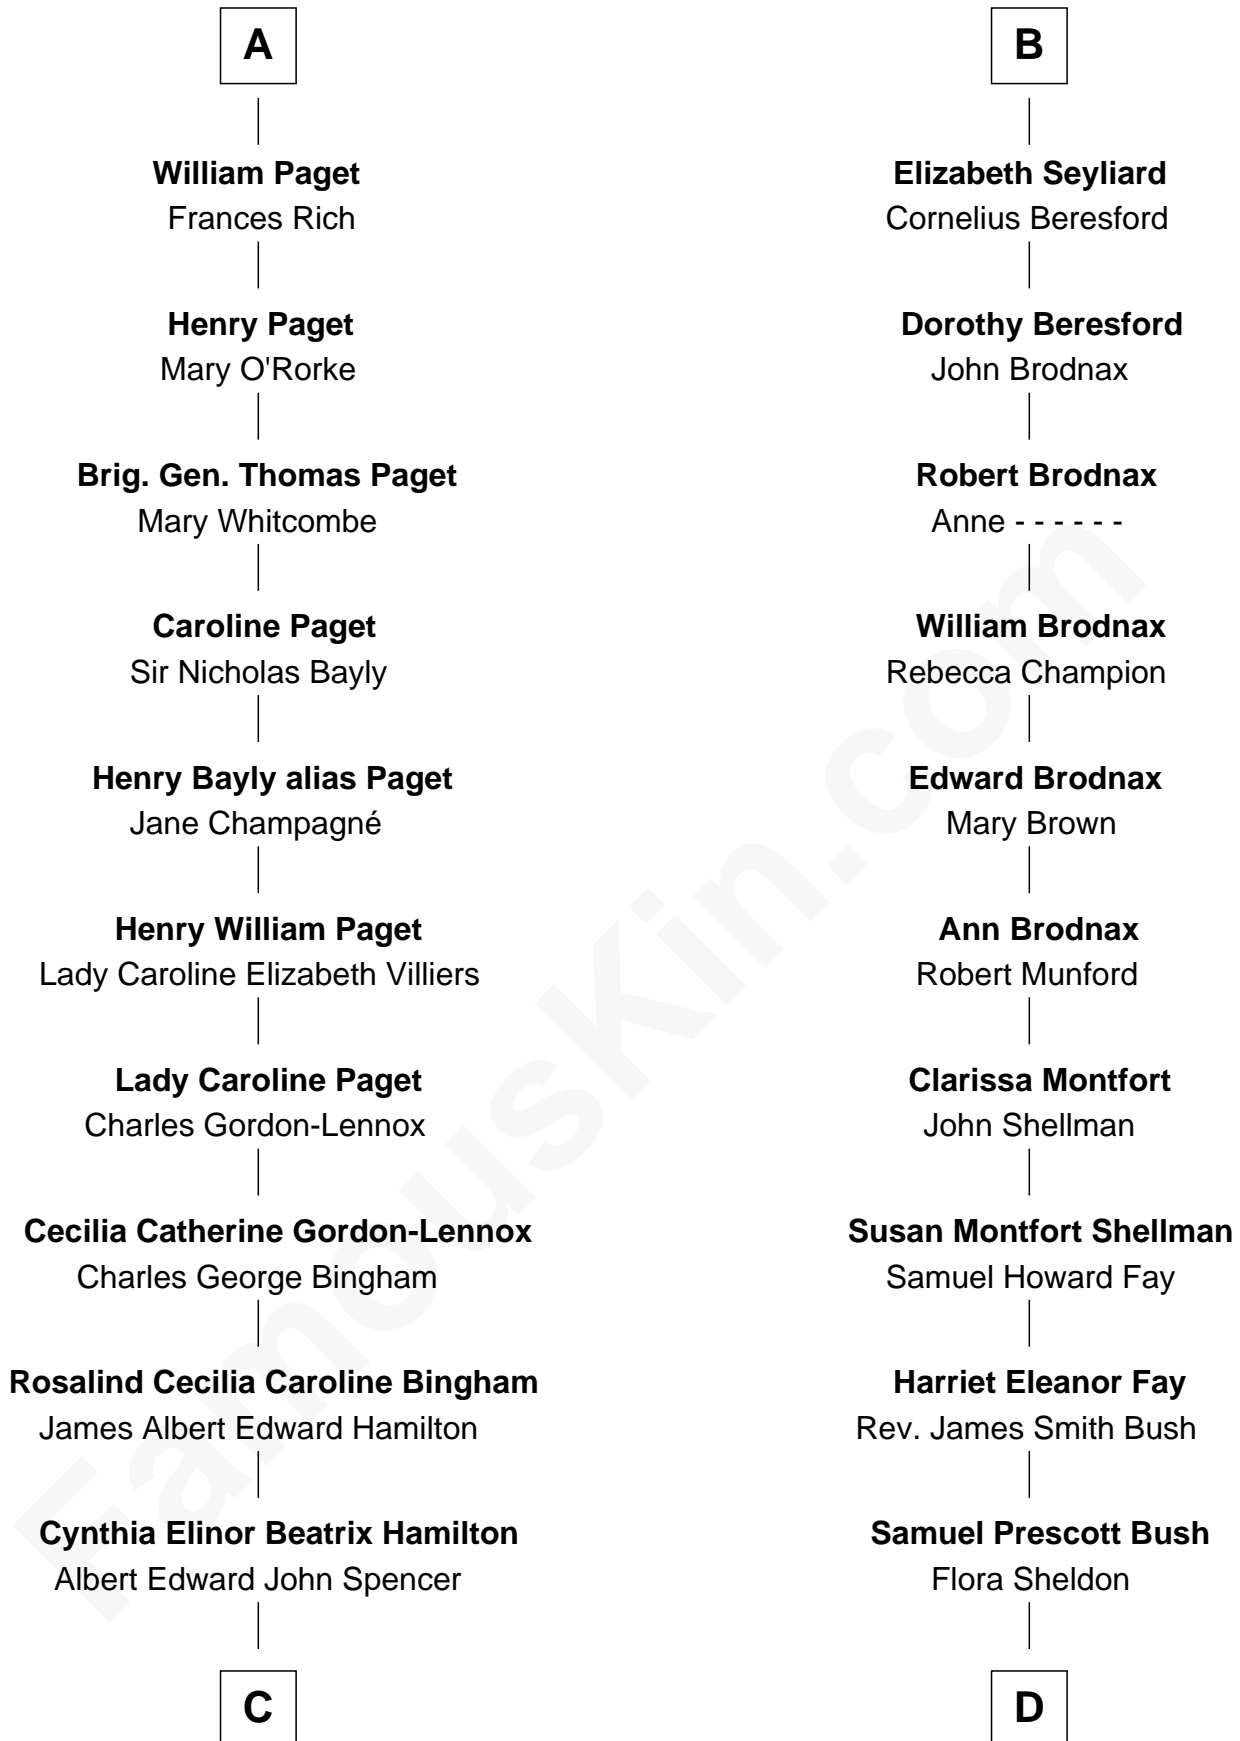 A
William Paget
Frances Rich
Henry Paget
Mary O'Rorke
Brig. Gen. Thomas Paget
Mary Whitcombe
Caroline Paget
Sir Nicholas Bayly
Henry Bayly alias Paget
Jane Champagné
Henry William Paget
Lady Caroline Elizabeth Villiers
Lady Caroline Paget
Charles Gordon-Lennox
Cecilia Catherine Gordon-Lennox
Charles George Bingham
Rosalind Cecilia Caroline Bingham
James Albert Edward Hamilton
Cynthia Elinor Beatrix Hamilton
Albert Edward John Spencer
C
B
Elizabeth Seyliard
Cornelius Beresford
Dorothy Beresford
John Brodnax
Robert Brodnax
Anne - - - - - -
William Brodnax
Rebecca Champion
Edward Brodnax
Mary Brown
Ann Brodnax
Robert Munford
Clarissa Montfort
John Shellman
Susan Montfort Shellman
Samuel Howard Fay
Harriet Eleanor Fay
Rev. James Smith Bush
Samuel Prescott Bush
Flora Sheldon
D
FamousKin.com